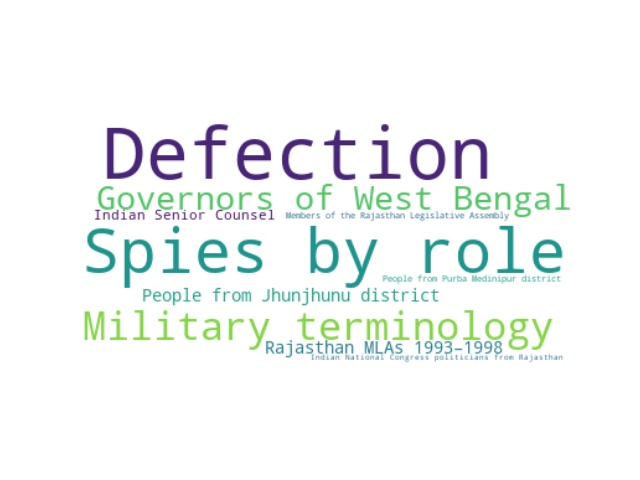 Defection
Governors of West Bengal
Indian Senior Counsel
Members of the Rajasthan Legislative Assembly
Spies by role
People from Purba Medinipur district
People from Jhunjhunu district
Military terminology
Rajasthan MLAs 1993–1998
Indian National Congress politicians from Rajasthan